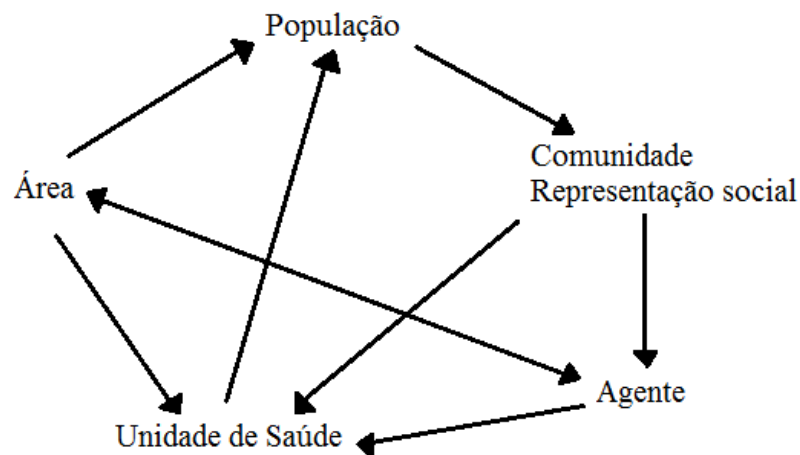 População
Comunidade
Representação social
Área
Agente
Unidade de Saúde